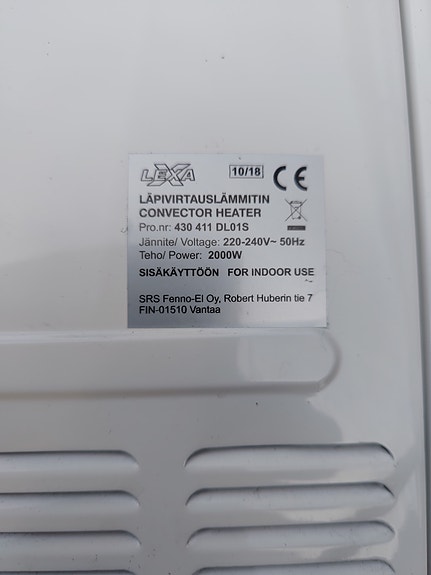 LEXA 10/18 CE
LÄPIVIRTAUSLÄMMITIN
CONVECTOR HEATER
Pro.nr: 430 411 DL01S
Jännite/ Voltage: 220-240V~ 50Hz
Teho/ Power: 2000W
SISÄKÄYTTÖÖN FOR INDOOR USE
SRS Fenno-El Oy, Robert Huberin tie 7
FIN-01510 Vantaa